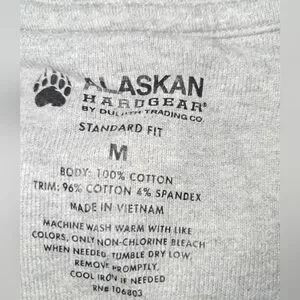 ALASKAN
HARDGEAR®
BY DULUTH TRADING CO.
STANDARD FIT
M
BODY: 100% COTTON
TRIM: 96% COTTON 4% SPANDEX
MADE IN VIETNAM
MACHINE WASH WARM WITH LIKE
COLORS, ONLY NON-CHLORINE BLEACH
WHEN NEEDED. TUMBLE DRY LOW.
REMOVE PROMPTLY,
COOL IRON IF NEEDED
RN# 106803